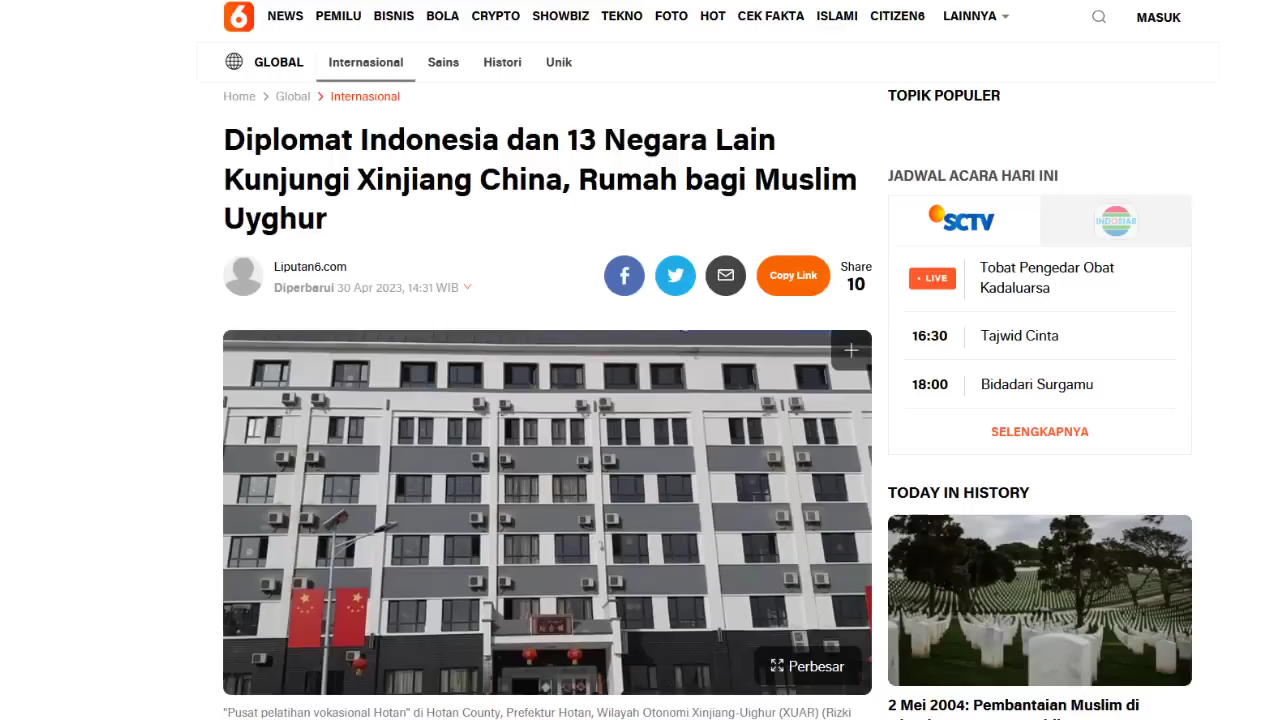 6 NEWS PEMILU BISNIS BOLA CRYPTO SHOWBIZ TEKNO FOTO HOT CEK FAKTA ISLAMI CITIZEN6 LAINNYA MASUK
GLOBAL Internasional Sains Histori Unik
Home Global Internasional
Diplomat Indonesia dan 13 Negara Lain
Kunjungi Xinjiang China, Rumah bagi Muslim
Uyghur
Liputan6.com
Diperbarui 30 Apr 2023, 14:31 WIB
Copy Link
Share
10
Perbesar
"Pusat pelatihan vokasional Hotan" di Hotan County, Prefektur Hotan, Wilayah Otonomi Xinjiang-Uighur (XUAR) (Rizki
TOPIK POPULER
JADWAL ACARA HARI INI
SCTV INDOSIAR
LIVE Tobat Pengedar Obat
Kadaluarsa
16:30 Tajwid Cinta
18:00 Bidadari Surgamu
SELENGKAPNYA
TODAY IN HISTORY
2 Mei 2004: Pembantaian Muslim di